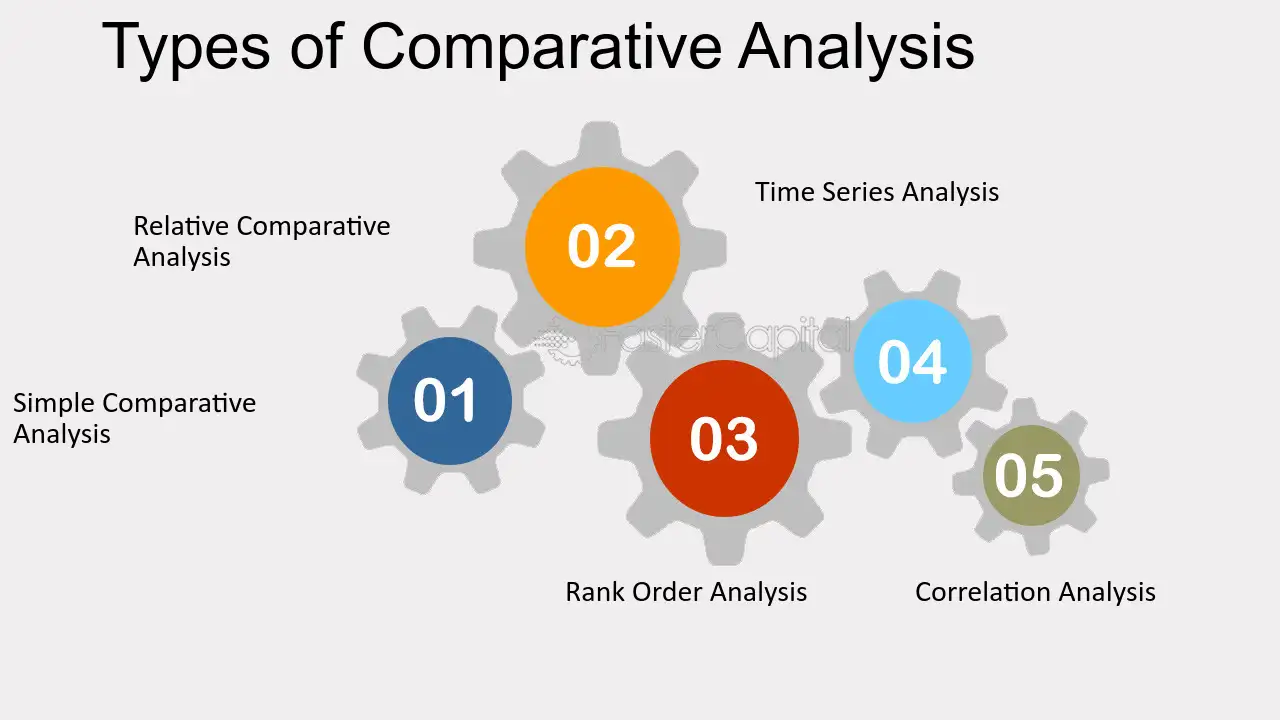 Types of Comparative Analysis
Relative Comparative
Analysis
02
Time Series Analysis
Simple Comparative
Analysis
01
FasterCapital
03
04
05
Rank Order Analysis
Correlation Analysis